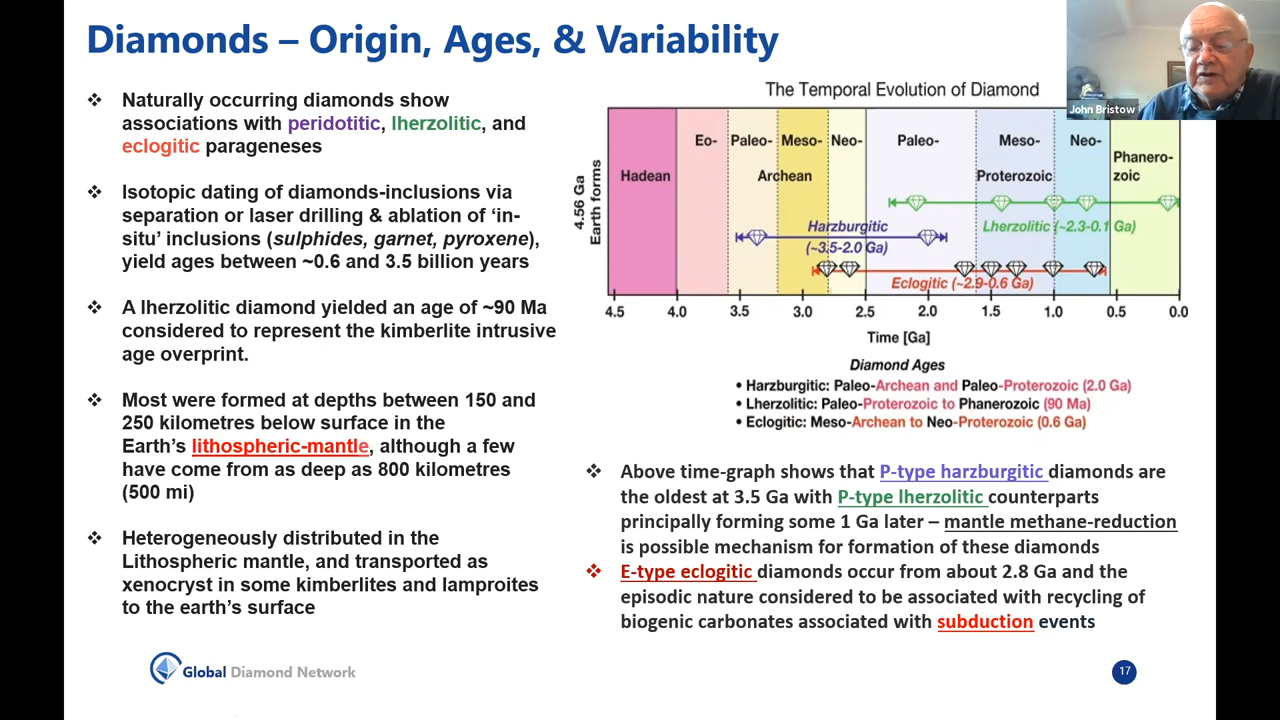 Diamonds – Origin, Ages, & Variability
John Bristow
❖ Naturally occurring diamonds show
associations with peridotitic, lherzolitic, and
eclogitic parageneses
❖ Isotopic dating of diamonds-inclusions via
separation or laser drilling & ablation of ‘in-
situ’ inclusions (sulphides, garnet, pyroxene),
yield ages between ~0.6 and 3.5 billion years
❖ A lherzolitic diamond yielded an age of ~90 Ma
considered to represent the kimberlite intrusive
age overprint.
❖ Most were formed at depths between 150 and
250 kilometres below surface in the
Earth’s lithospheric-mantle, although a few
have come from as deep as 800 kilometres
(500 mi)
❖ Heterogeneously distributed in the
Lithospheric mantle, and transported as
xenocryst in some kimberlites and lamproites
to the earth’s surface
The Temporal Evolution of Diamond
4.56 Ga
Earth forms
Eo- Paleo- Meso- Neo- Paleo- Meso- Neo-
Phanero-
zoic
Hadean Archean Proterozoic
Harzburgitic
(~3.5-2.0 Ga)
Lherzolitic (~2.3-0.1 Ga)
Eclogitic (~2.9-0.6 Ga)
4.5 4.0 3.5 3.0 2.5 2.0 1.5 1.0 0.5 0.0
Time [Ga]
Diamond Ages
• Harzburgitic: Paleo-Archean and Paleo-Proterozoic (2.0 Ga)
• Lherzolitic: Paleo-Proterozoic to Phanerozoic (90 Ma)
• Eclogitic: Meso-Archean to Neo-Proterozoic (0.6 Ga)
❖ Above time-graph shows that P-type harzburgitic diamonds are
the oldest at 3.5 Ga with P-type lherzolitic counterparts
principally forming some 1 Ga later – mantle methane-reduction
is possible mechanism for formation of these diamonds
❖ E-type eclogitic diamonds occur from about 2.8 Ga and the
episodic nature considered to be associated with recycling of
biogenic carbonates associated with subduction events
Global Diamond Network
17